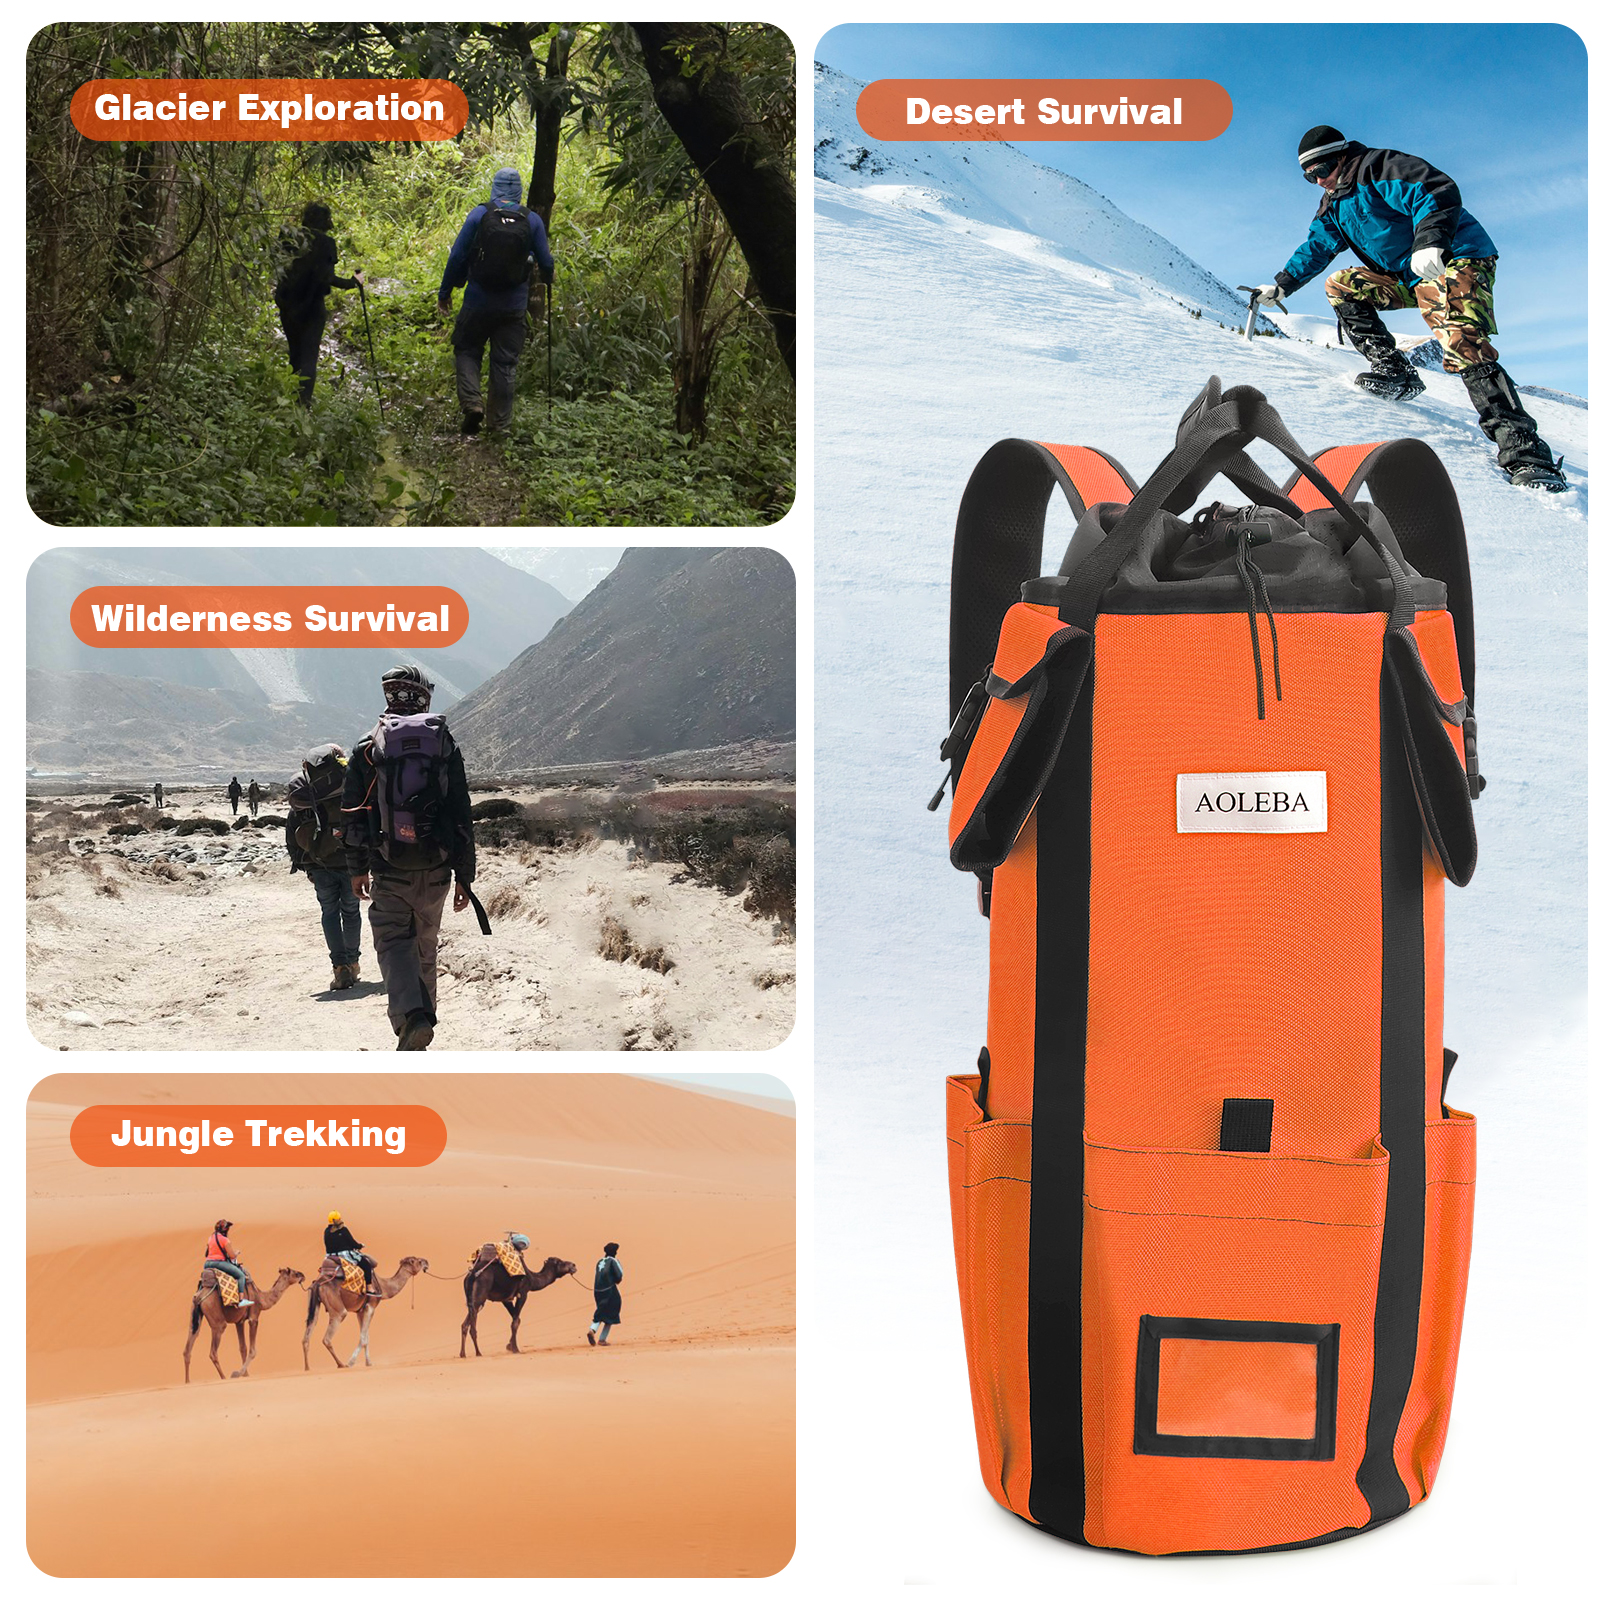 Glacier Exploration
Desert Survival
Wilderness Survival
Jungle Trekking
AOLEBA